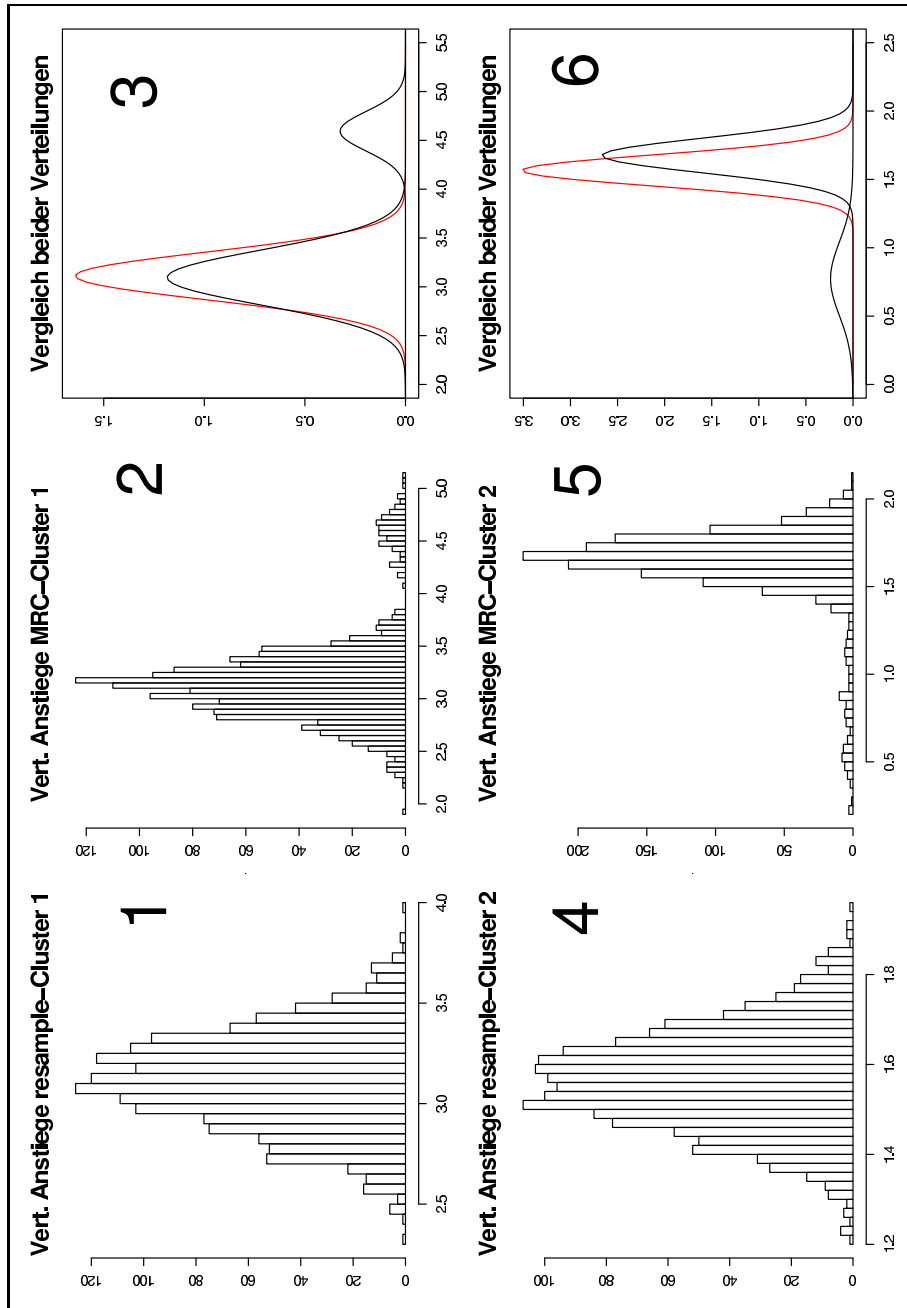 Vert. Anstiege resample–Cluster 1
1
0 20 40 60 80 100 120
2.5 3.0 3.5 4.0
Vert. Anstiege MRC–Cluster 1
2
0 20 40 60 80 100 120
2.0 2.5 3.0 3.5 4.0 4.5 5.0
Vergleich beider Verteilungen
3
0.0 0.5 1.0 1.5
2.0 2.5 3.0 3.5 4.0 4.5 5.0 5.5
Vert. Anstiege resample–Cluster 2
4
0 20 40 60 80 100
1.2 1.4 1.6 1.8
Vert. Anstiege MRC–Cluster 2
5
0 50 100 150 200
0.5 1.0 1.5 2.0
Vergleich beider Verteilungen
6
0.0 0.5 1.0 1.5 2.0 2.5 3.0 3.5
0.0 0.5 1.0 1.5 2.0 2.5